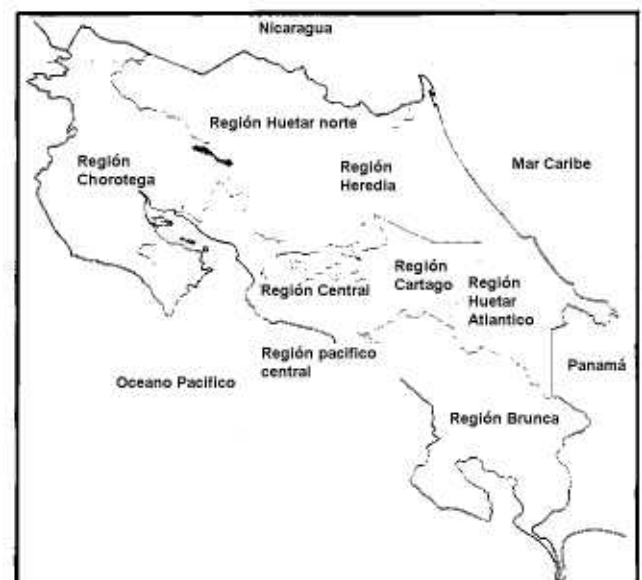 Nicaragua
Región Huetar norte
Región
Chorotega
Región
Heredia
Mar Caribe
Región Central
Región
Cartago
Región
Huetar
Atlantico
Región pacifico
central
Oceano Pacifico
Panamá
Región Brunca